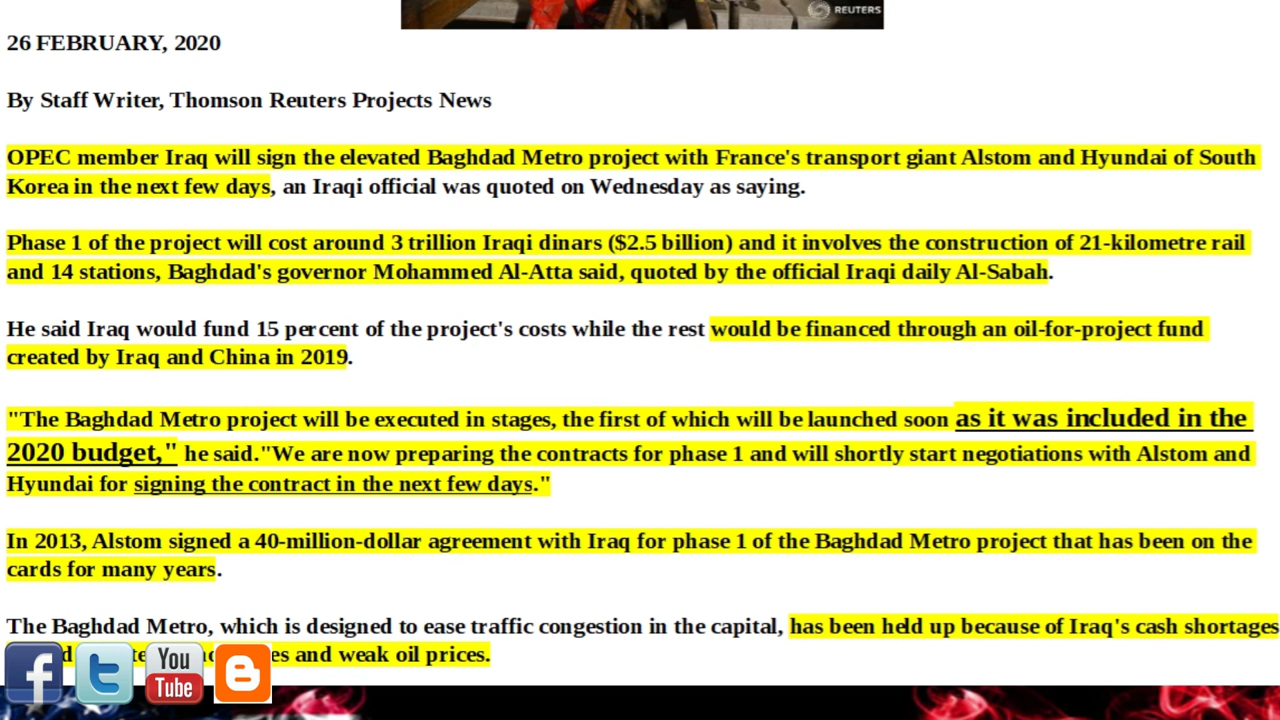 REUTERS
26 FEBRUARY, 2020
By Staff Writer, Thomson Reuters Projects News
OPEC member Iraq will sign the elevated Baghdad Metro project with France's transport giant Alstom and Hyundai of South
Korea in the next few days, an Iraqi official was quoted on Wednesday as saying.
Phase 1 of the project will cost around 3 trillion Iraqi dinars ($2.5 billion) and it involves the construction of 21-kilometre rail
and 14 stations, Baghdad's governor Mohammed Al-Atta said, quoted by the official Iraqi daily Al-Sabah.
He said Iraq would fund 15 percent of the project's costs while the rest would be financed through an oil-for-project fund
created by Iraq and China in 2019.
"The Baghdad Metro project will be executed in stages, the first of which will be launched soon as it was included in the
2020 budget," he said."We are now preparing the contracts for phase 1 and will shortly start negotiations with Alstom and
Hyundai for signing the contract in the next few days."
In 2013, Alstom signed a 40-million-dollar agreement with Iraq for phase 1 of the Baghdad Metro project that has been on the
cards for many years.
The Baghdad Metro, which is designed to ease traffic congestion in the capital, has been held up because of Iraq's cash shortages
and weak oil prices.
You
Tube